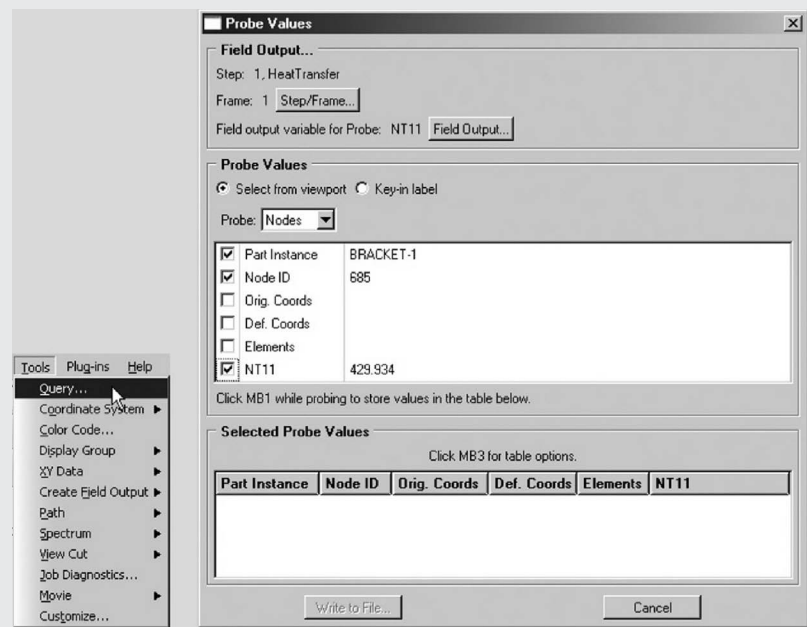 Probe Values
Field Output...
Step: 1, HeatTransfer
Frame: 1 Step/Frame...
Field output variable for Probe: NT11 Field Output...
Probe Values
Select from viewport Key-in label
Probe: Nodes
Part Instance BRACKET-1
Node ID 685
Orig. Coords
Def. Coords
Elements
NT11 429.934
Click MB1 while probing to store values in the table below.
Selected Probe Values
Click MB3 for table options.
Part Instance Node ID Orig. Coords Def. Coords Elements NT11
Write to File... Cancel
Tools Plug-ins Help
Query...
Coordinate System
Color Code...
Display Group
XY Data
Create Field Output
Path
Spectrum
View Cut
Job Diagnostics...
Movie
Customize...